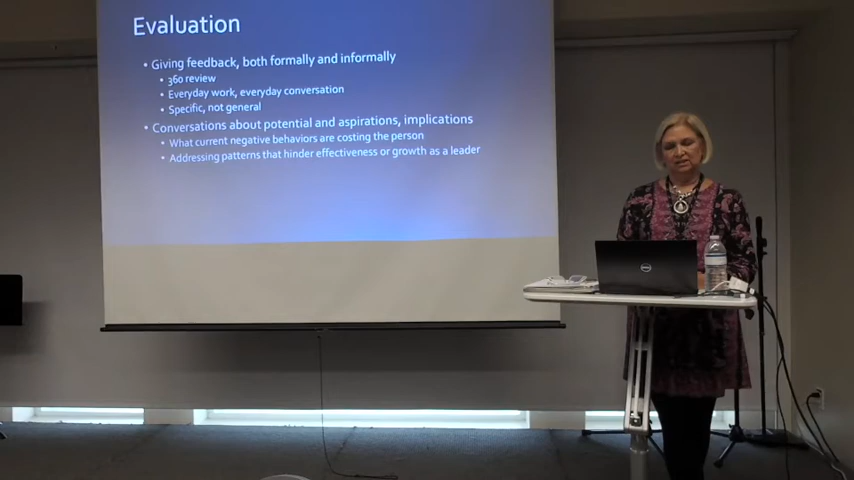 Evaluation
• Giving feedback, both formally and informally
• 360 review
• Everyday work, everyday conversation
• Specific, not general
• Conversations about potential and aspirations, implications
• What current negative behaviors are costing the person
• Addressing patterns that hinder effectiveness or growth as a leader
DELL